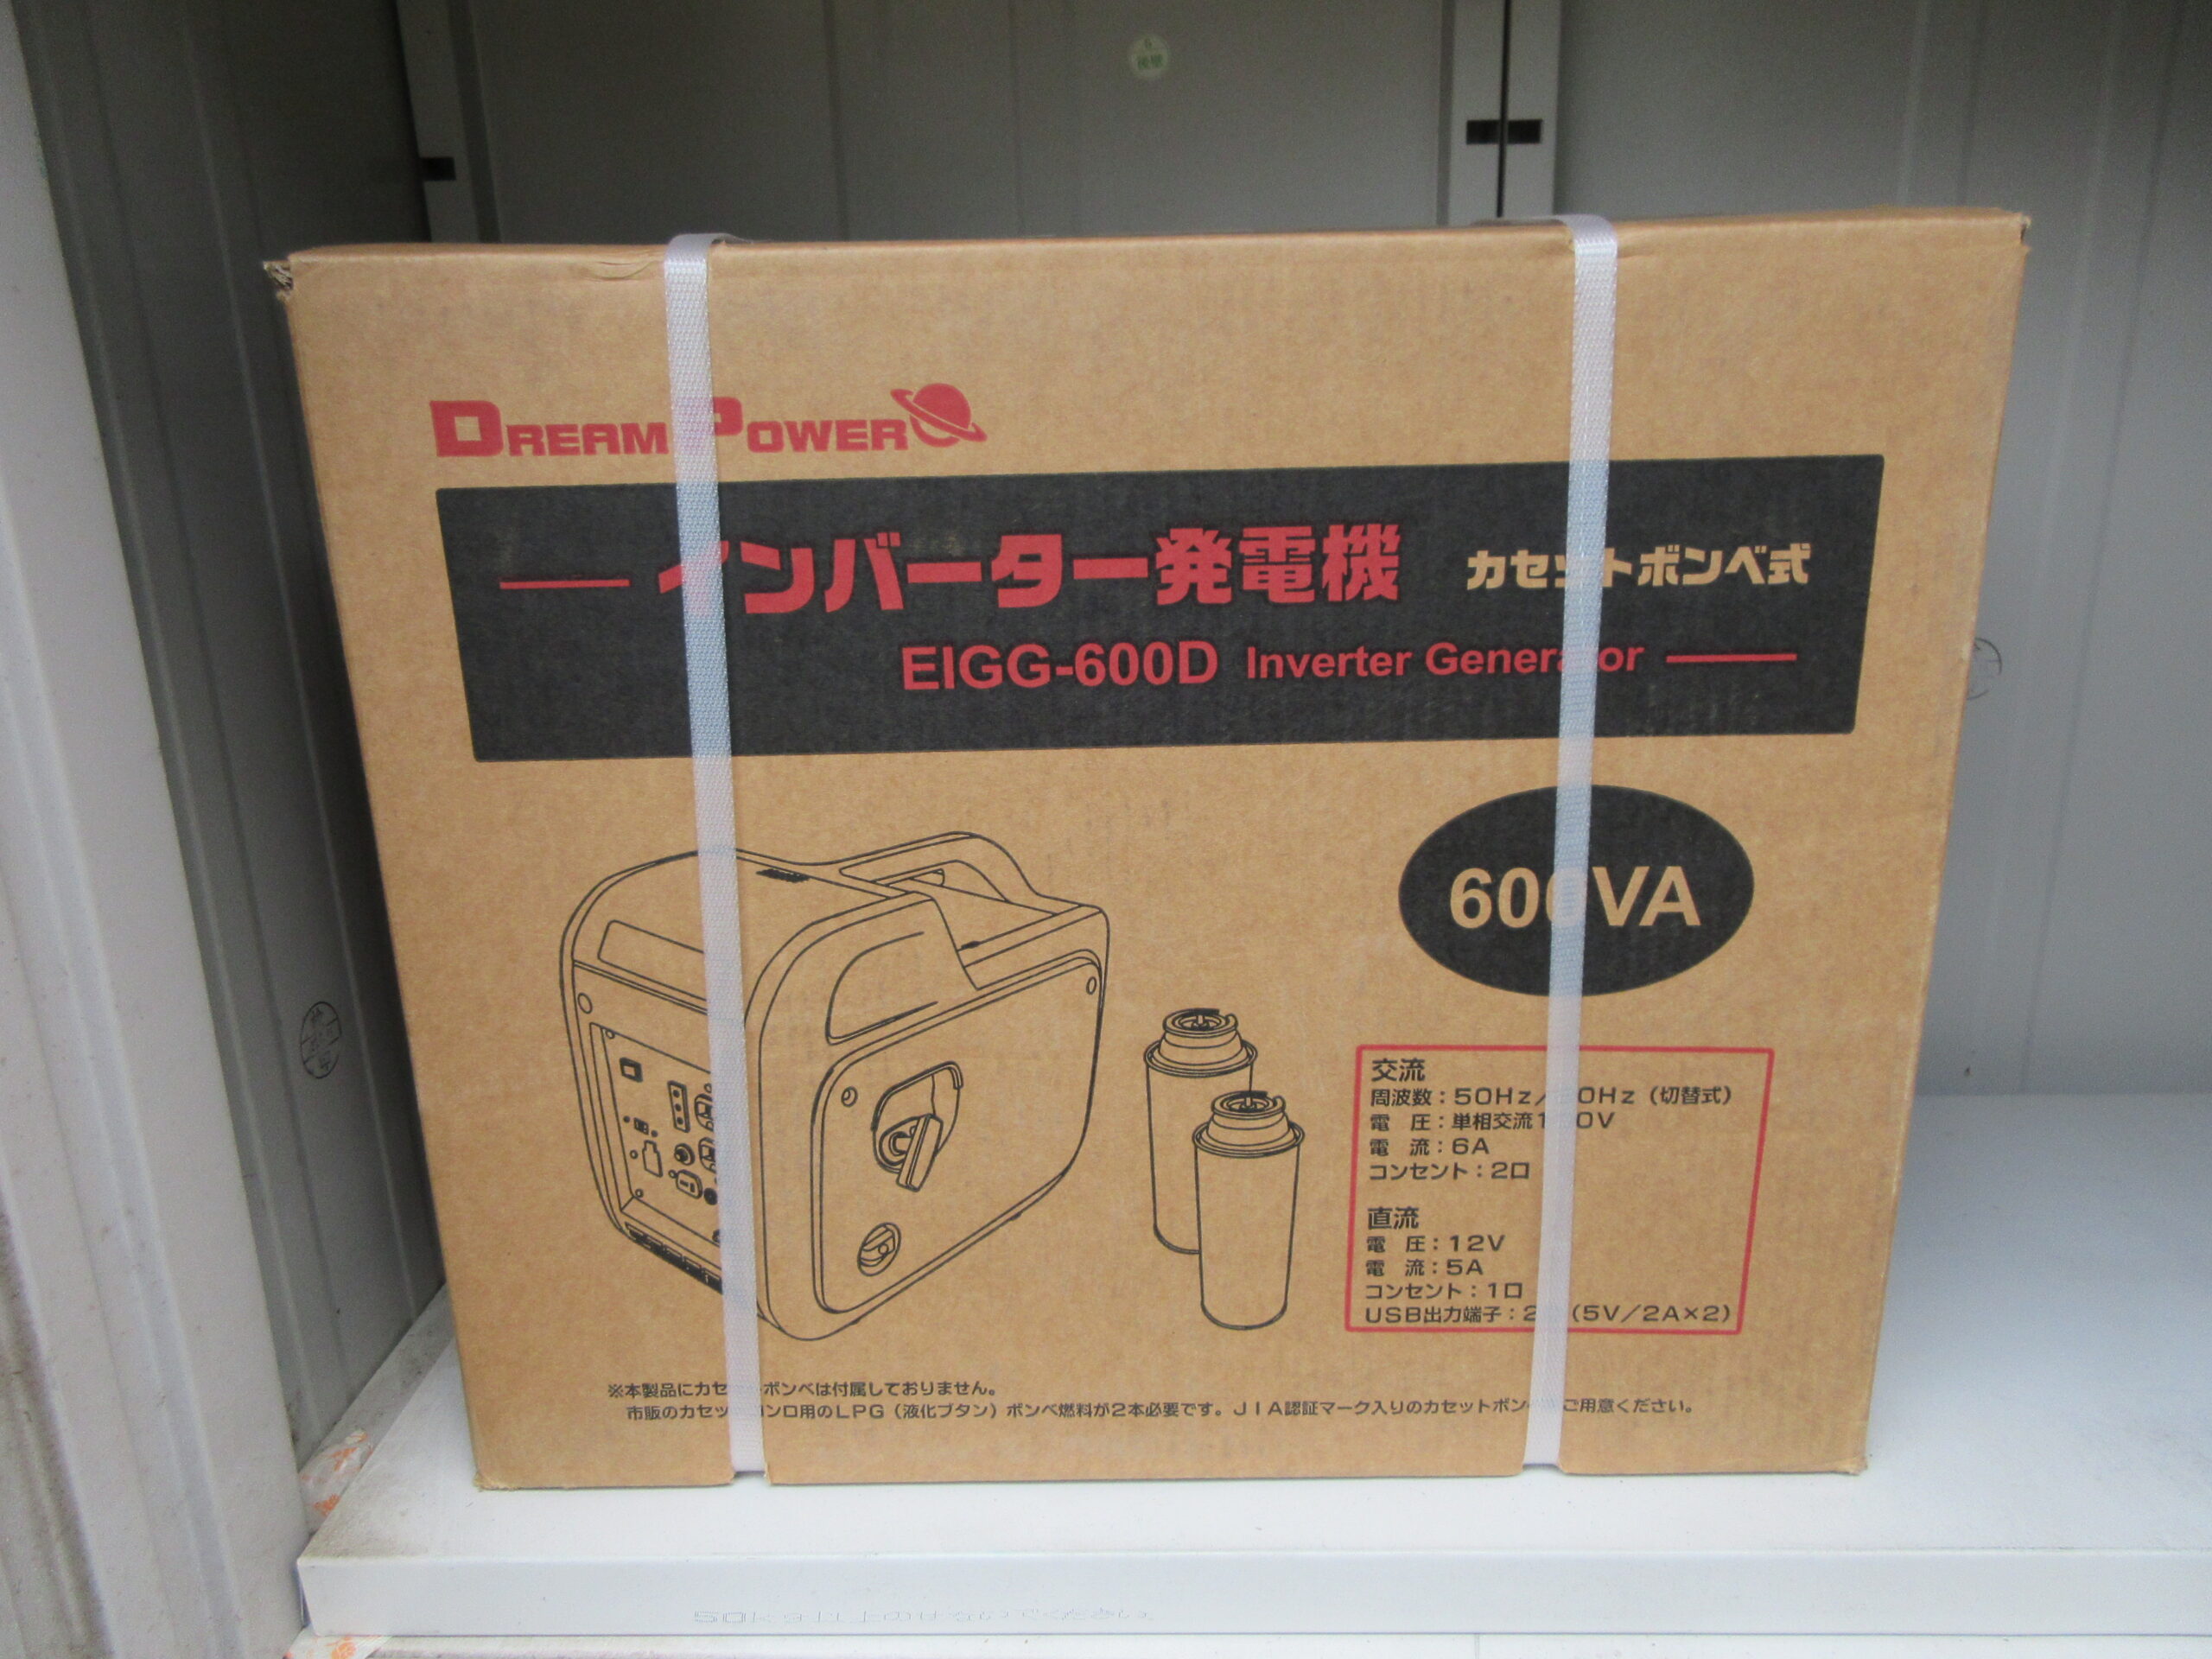 DREAM POWER
インバーター発電機 カセットボンベ式
EIGG-600D Inverter Generator
600VA
交流
周波数：50Hz／60Hz（切替式）
電 圧：単相交流100V
電 流：6A
コンセント：2口
直流
電 圧：12V
電 流：5A
コンセント：1口
USB出力端子：2口（5V／2A×2）
※本製品にカセットボンベは付属しておりません。
市販のカセットコンロ用のLPG（液化ブタン）ボンベ燃料が2本必要です。JIA認証マーク入りのカセットボンベをご用意ください。